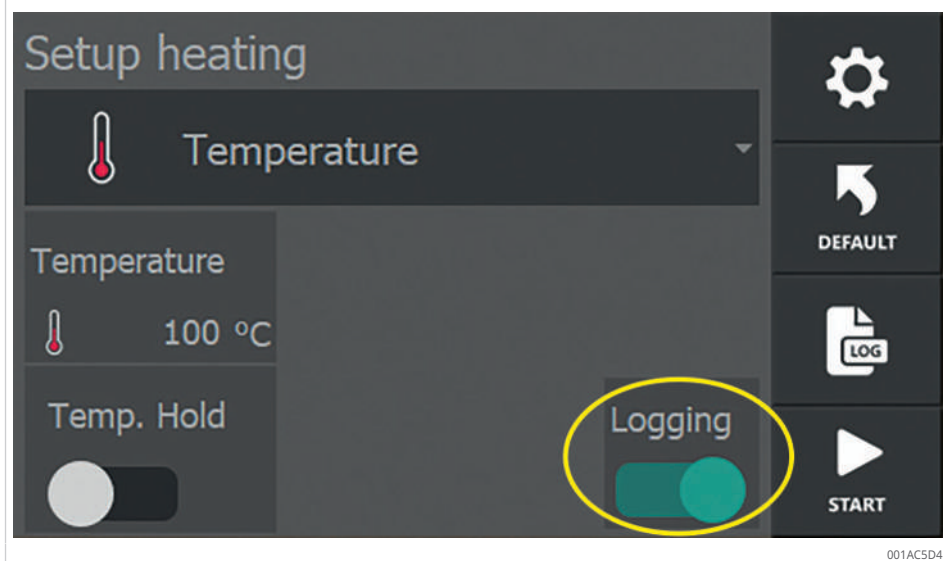 Setup heating
Temperature
DEFAULT
Temperature
100 °C
LOG
Temp. Hold
Logging
START
001AC5D4